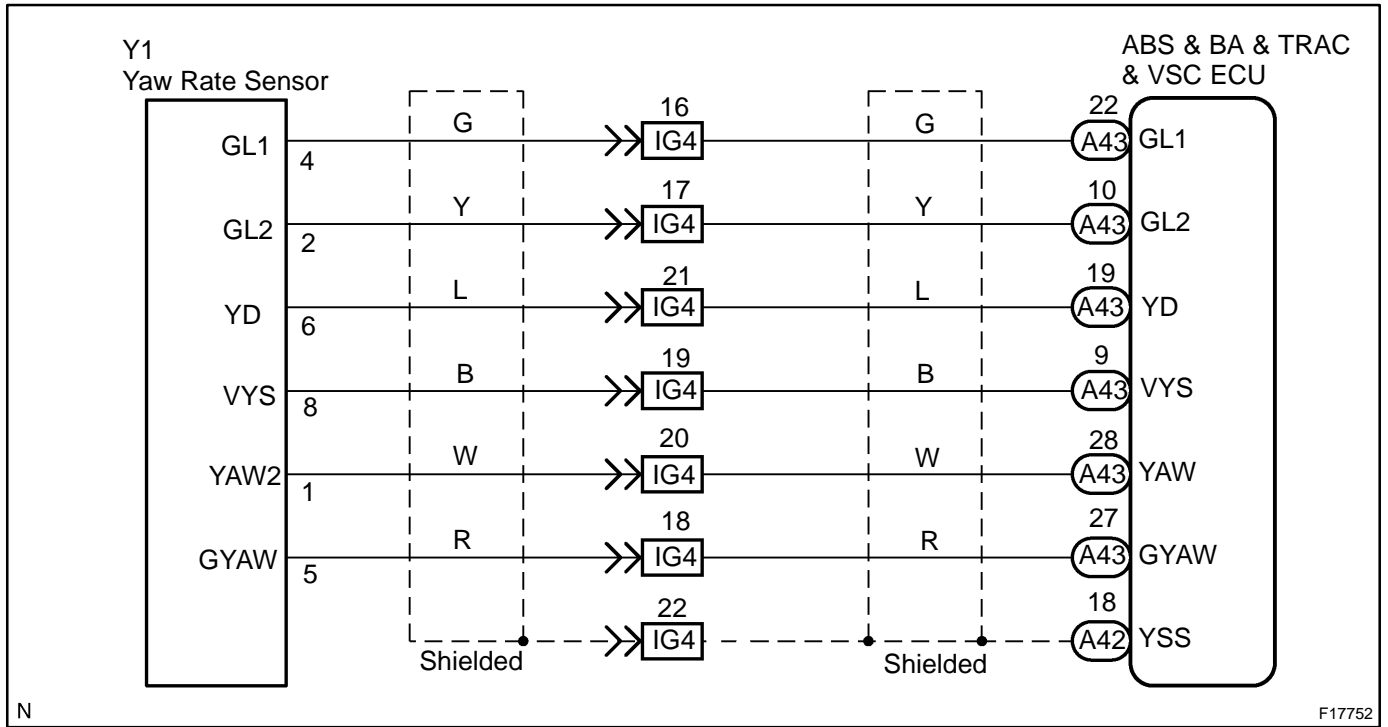 Y1
Yaw Rate Sensor
ABS & BA & TRAC
& VSC ECU
GL1 4 G 16 IG4 G 22 A43 GL1
GL2 2 Y 17 IG4 Y 10 A43 GL2
YD 6 L 21 IG4 L 19 A43 YD
VYS 8 B 19 IG4 B 9 A43 VYS
YAW2 1 W 20 IG4 W 28 A43 YAW
GYAW 5 R 18 IG4 R 27 A43 GYAW
22 IG4 18 A42 YSS
Shielded Shielded
N F17752